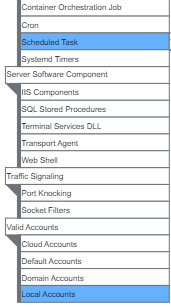 Container Orchestration Job
Cron
Scheduled Task
Systemd Timers
Server Software Component
IIS Components
SQL Stored Procedures
Terminal Services DLL
Transport Agent
Web Shell
Traffic Signaling
Port Knocking
Socket Filters
Valid Accounts
Cloud Accounts
Default Accounts
Domain Accounts
Local Accounts